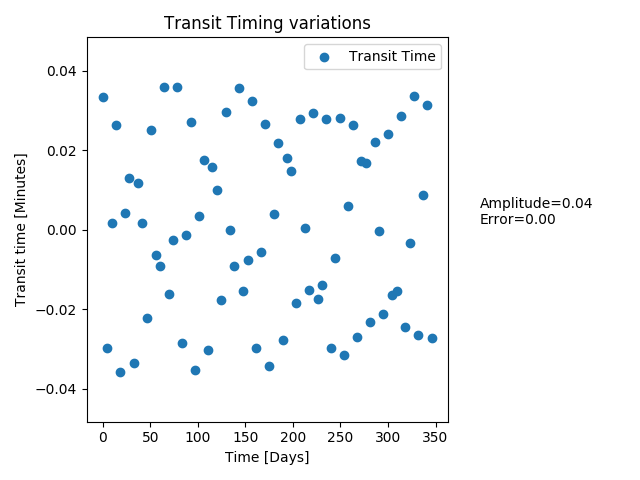 Transit Timing variations
Transit Time
0.04
0.02
0.00
−0.02
−0.04
Transit time [Minutes]
0 50 100 150 200 250 300 350
Time [Days]
Amplitude=0.04
Error=0.00